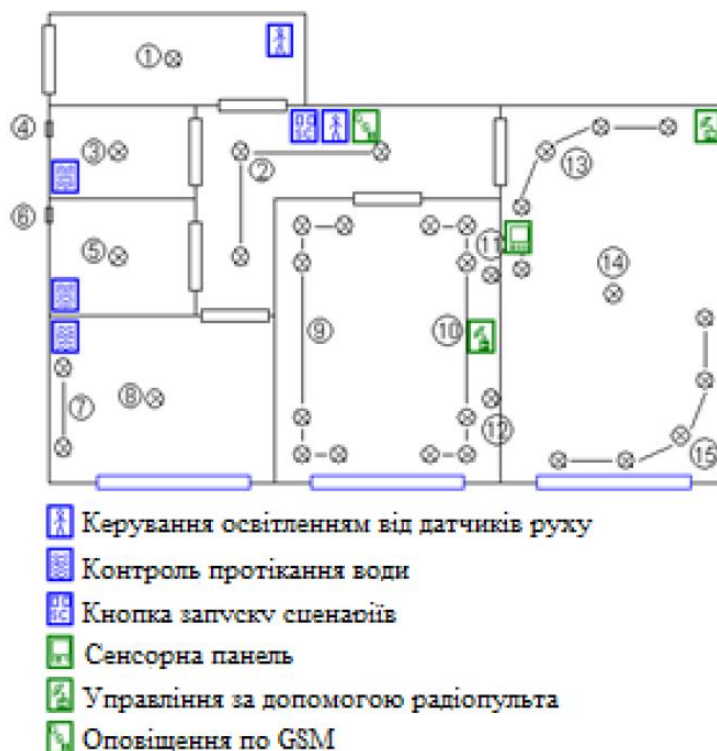 1
4
3
2
13
6
5
11
14
9
10
7
8
12
15
Керування освітленням від датчиків руху
Контроль протікання води
Кнопка запуску сценаріїв
Сенсорна панель
Управління за допомогою радіопульта
Оповіщення по GSM